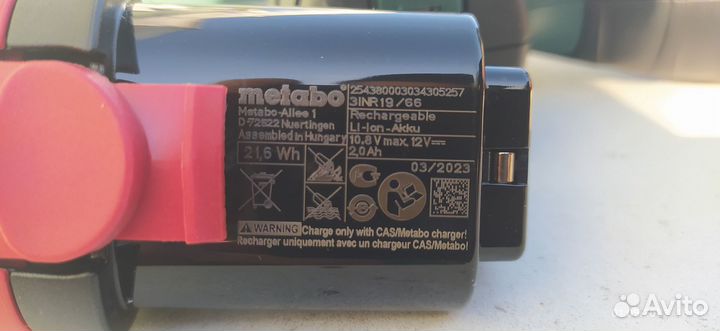 metabo
Metabo-Allee 1
D-72622 Nuertingen
Assembled in Hungary
21,6 Wh
254380003034305257
3INR19/66
Rechargeable
Li-Ion-Akku
10,8V max. 12V
2,0Ah
03/2023
WARNING Charge only with CAS/Metabo charger!
Recharger uniquement avec un chargeur CAS/Metabo!
Avito